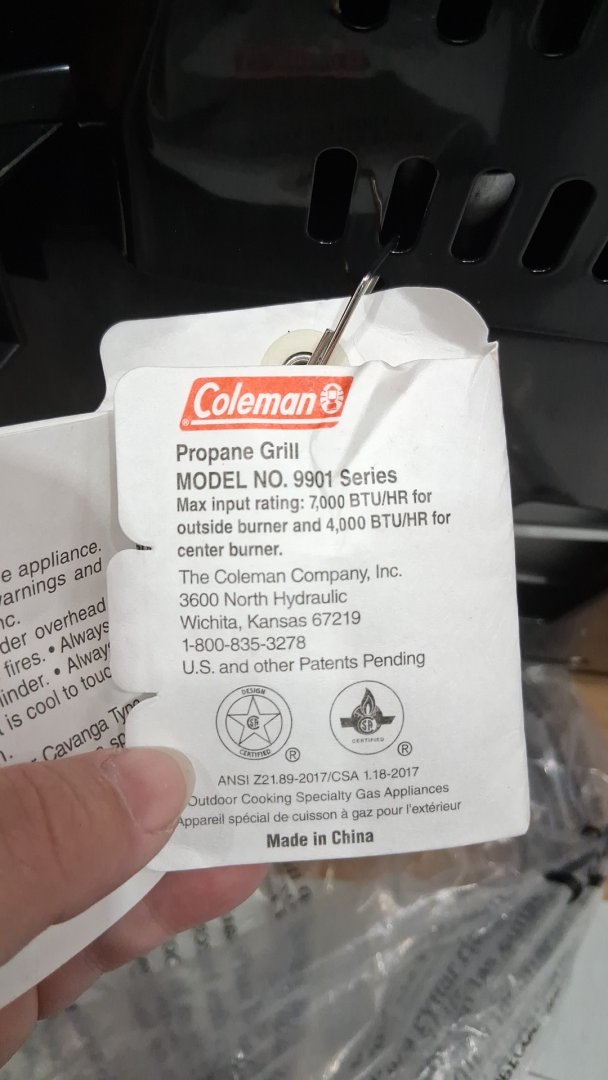 Coleman
®
Propane Grill
MODEL NO. 9901 Series
Max input rating: 7,000 BTU/HR for
outside burner and 4,000 BTU/HR for
center burner.
The Coleman Company, Inc.
3600 North Hydraulic
Wichita, Kansas 67219
1-800-835-3278
U.S. and other Patents Pending
DESIGN
CERTIFIED
®
CERTIFIED
®
ANSI Z21.89-2017/CSA 1.18-2017
Outdoor Cooking Specialty Gas Appliances
Appareil spécial de cuisson à gaz pour l'extérieur
Made in China
appliance.
and
overhead
fires. • Always
is cool to
Cavanga